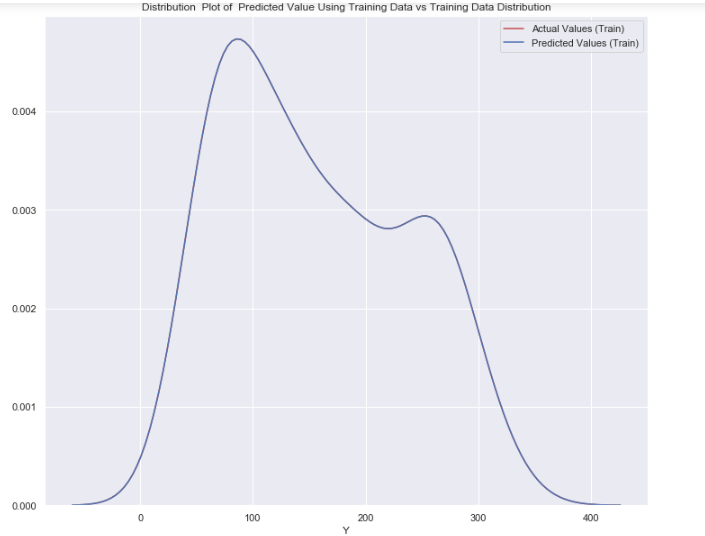 Distribution  Plot of  Predicted Value Using Training Data vs Training Data Distribution
Actual Values (Train)
Predicted Values (Train)
0.004
0.003
0.002
0.001
0.000
0 100 200 300 400
Y